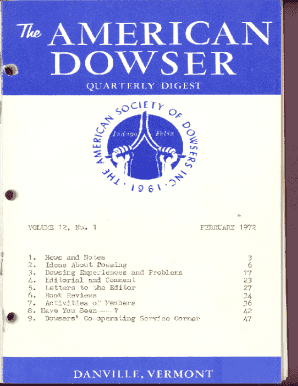 The AMERICAN
DOWSER
QUARTERLY DIGEST
THE AMERICAN SOCIETY OF DOWSERS INC. 1961
Indago Felix
VOLUME 12, No. 1 FEBRUARY 1972
1. News and Notes 3
2. Ideas About Dowsing 6
3. Dowsing Experiences and Problems 17
4. Editorial and Comment 23
5. Letters to the Editor 27
6. Book Reviews 34
7. Activities of Members 36
8. Have You Seen --- ? 42
9. Dowsers' Co-operating Service Corner 47
DANVILLE, VERMONT